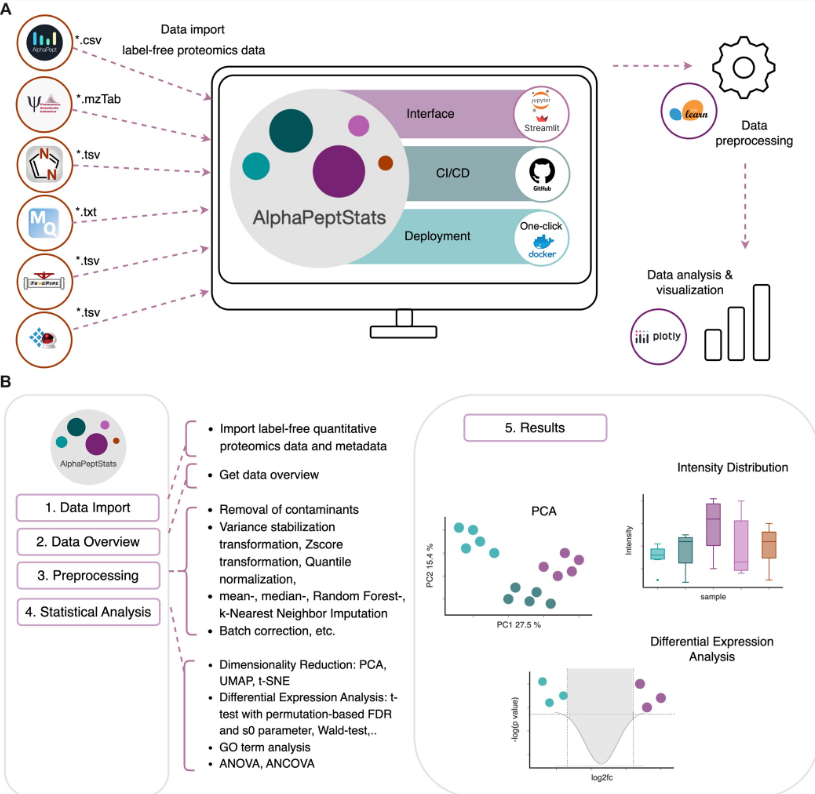 A
Data import
label-free proteomics data
AlphaPept
*.csv
*.mzTab
N
N
*.tsv
MQ
*.txt
*.tsv
*.tsv
AlphaPeptStats
Interface
jupyter
Streamlit
CI/CD
GitHub
Deployment
One-click
docker
learn
Data
preprocessing
Data analysis &
visualization
plotly
B
AlphaPeptStats
1. Data Import
2. Data Overview
3. Preprocessing
4. Statistical Analysis
• Import label-free quantitative
proteomics data and metadata
• Get data overview
• Removal of contaminants
• Variance stabilization
transformation, Zscore
transformation, Quantile
normalization,
• mean-, median-, Random Forest-,
k-Nearest Neighbor Imputation
• Batch correction, etc.
• Dimensionality Reduction: PCA,
UMAP, t-SNE
• Differential Expression Analysis: t-
test with permutation-based FDR
and s0 parameter, Wald-test,..
• GO term analysis
• ANOVA, ANCOVA
5. Results
PCA
PC2 15.4 %
PC1 27.5 %
Intensity Distribution
Intensity
sample
Differential Expression
Analysis
-log(p value)
log2fc